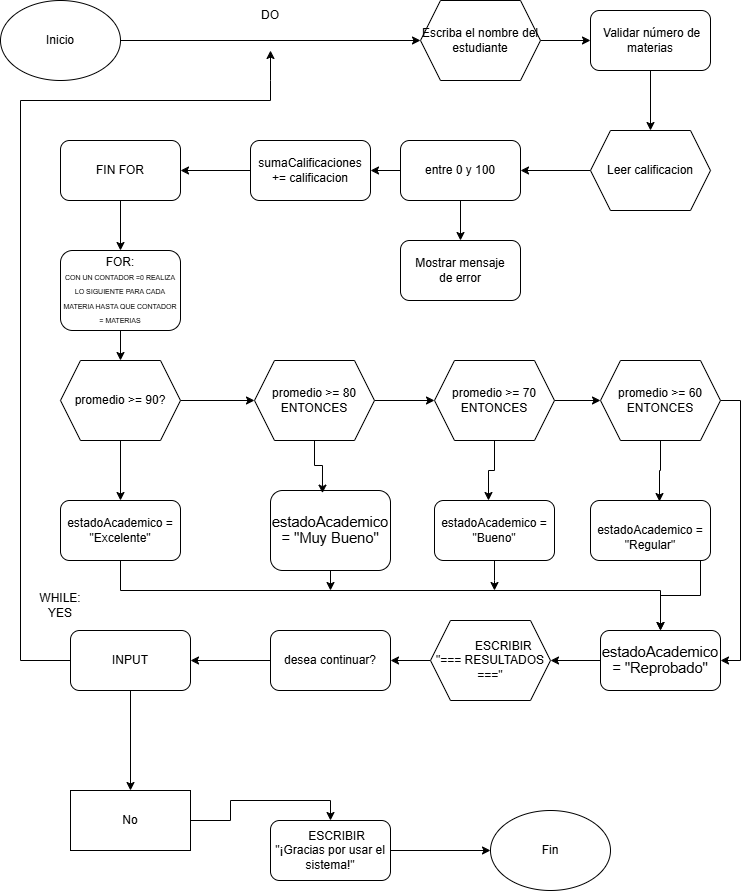 DO
Inicio
Escriba el nombre del
estudiante
Validar número de
materias
FIN FOR
sumaCalificaciones
+= calificacion
entre 0 y 100
Leer calificacion
Mostrar mensaje
de error
FOR:
CON UN CONTADOR =0 REALIZA
LO SIGUIENTE PARA CADA
MATERIA HASTA QUE CONTADOR
= MATERIAS
promedio >= 90?
promedio >= 80
ENTONCES
promedio >= 70
ENTONCES
promedio >= 60
ENTONCES
estadoAcademico =
"Excelente"
estadoAcademico
= "Muy Bueno"
estadoAcademico =
"Bueno"
estadoAcademico =
"Regular"
WHILE:
YES
INPUT
desea continuar?
ESCRIBIR
"=== RESULTADOS
==="
estadoAcademico
= "Reprobado"
No
ESCRIBIR
"¡Gracias por usar el
sistema!"
Fin